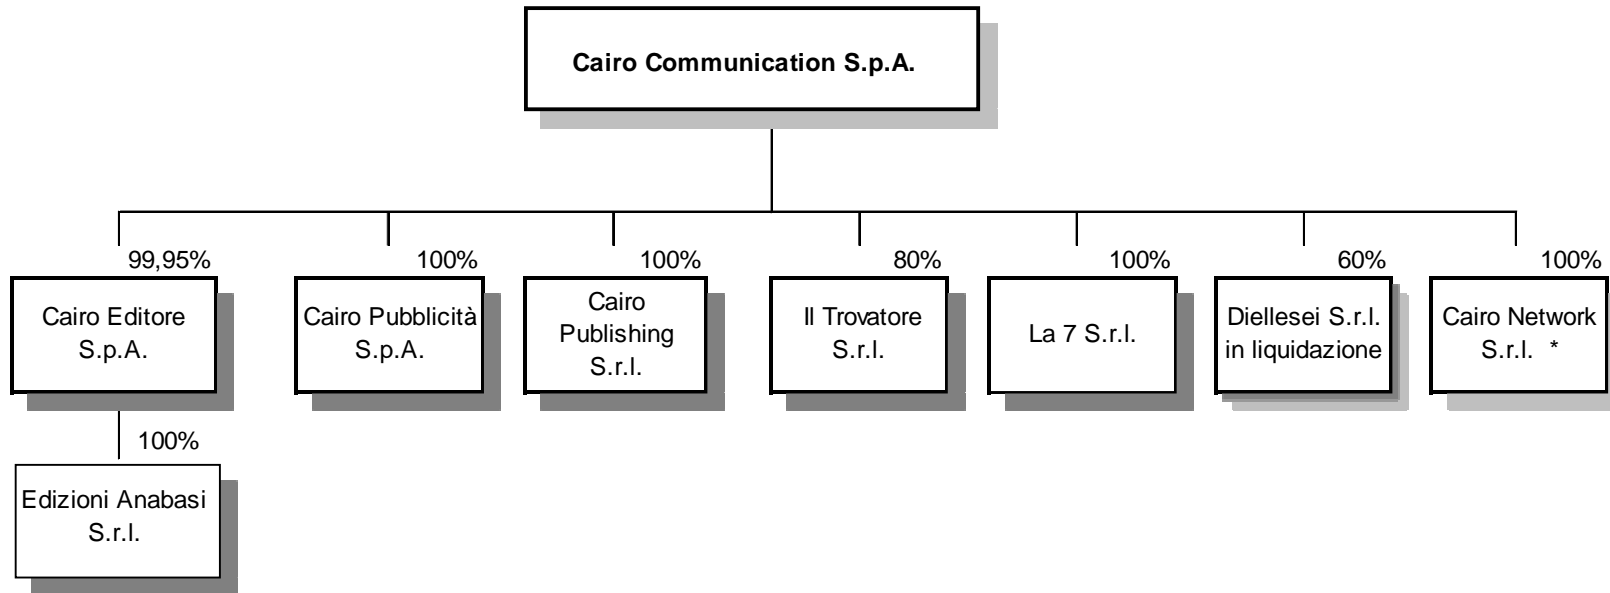 Cairo Communication S.p.A.
99,95%
100%
100%
80%
100%
60%
100%
Cairo Editore
S.p.A.
Cairo Pubblicità
S.p.A.
Cairo
Publishing
S.r.l.
Il Trovatore
S.r.l.
La 7 S.r.l.
Diellesei S.r.l.
in liquidazione
Cairo Network
S.r.l. *
100%
Edizioni Anabasi
S.r.l.